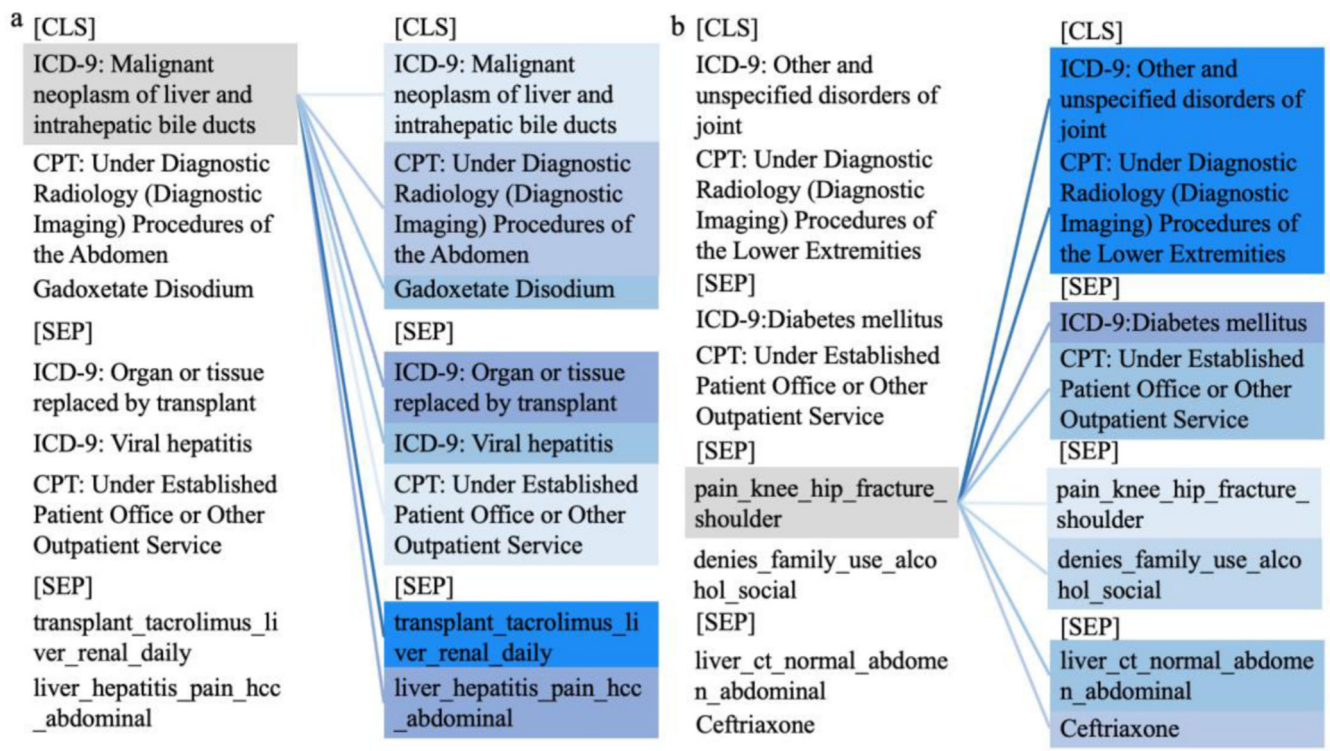 a
[CLS]
ICD-9: Malignant
neoplasm of liver and
intrahepatic bile ducts
CPT: Under Diagnostic
Radiology (Diagnostic
Imaging) Procedures of
the Abdomen
Gadoxetate Disodium
[SEP]
ICD-9: Organ or tissue
replaced by transplant
ICD-9: Viral hepatitis
CPT: Under Established
Patient Office or Other
Outpatient Service
[SEP]
transplant_tacrolimus_li
ver_renal_daily
liver_hepatitis_pain_hcc
_abdominal
[CLS]
ICD-9: Malignant
neoplasm of liver and
intrahepatic bile ducts
CPT: Under Diagnostic
Radiology (Diagnostic
Imaging) Procedures of
the Abdomen
Gadoxetate Disodium
[SEP]
ICD-9: Organ or tissue
replaced by transplant
ICD-9: Viral hepatitis
CPT: Under Established
Patient Office or Other
Outpatient Service
[SEP]
transplant_tacrolimus_li
ver_renal_daily
liver_hepatitis_pain_hcc
_abdominal
b
[CLS]
ICD-9: Other and
unspecified disorders of
joint
CPT: Under Diagnostic
Radiology (Diagnostic
Imaging) Procedures of
the Lower Extremities
[SEP]
ICD-9:Diabetes mellitus
CPT: Under Established
Patient Office or Other
Outpatient Service
[SEP]
pain_knee_hip_fracture_
shoulder
denies_family_use_alco
hol_social
[SEP]
liver_ct_normal_abdome
n_abdominal
Ceftriaxone
[CLS]
ICD-9: Other and
unspecified disorders of
joint
CPT: Under Diagnostic
Radiology (Diagnostic
Imaging) Procedures of
the Lower Extremities
[SEP]
ICD-9:Diabetes mellitus
CPT: Under Established
Patient Office or Other
Outpatient Service
[SEP]
pain_knee_hip_fracture_
shoulder
denies_family_use_alco
hol_social
[SEP]
liver_ct_normal_abdome
n_abdominal
Ceftriaxone